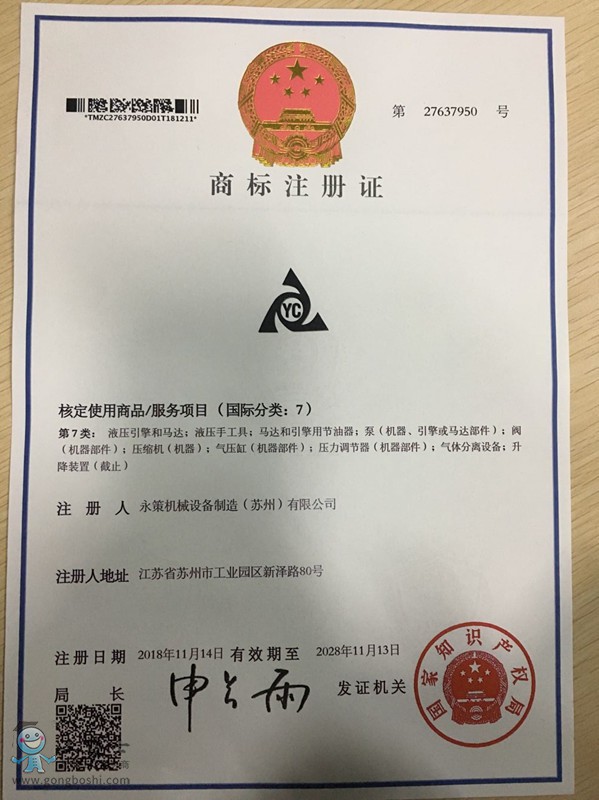 *TMZC27637950D01T181211*
第 27637950 号
商标注册证
YC
核定使用商品/服务项目（国际分类：7）
第7类：液压引擎和马达；液压手工具；马达和引擎用节油器；泵（机器、引擎或马达部件）；阀
（机器部件）；压缩机（机器）；气压缸（机器部件）；压力调节器（机器部件）；气体分离设备；升
降装置（截止）
注册人 永策机械设备制造（苏州）有限公司
注册人地址 江苏省苏州市工业园区新泽路80号
注册日期 2018年11月14日 有效期至 2028年11月13日
局长 申长雨 发证机关
国家知识产权局
www.gongboshi.com